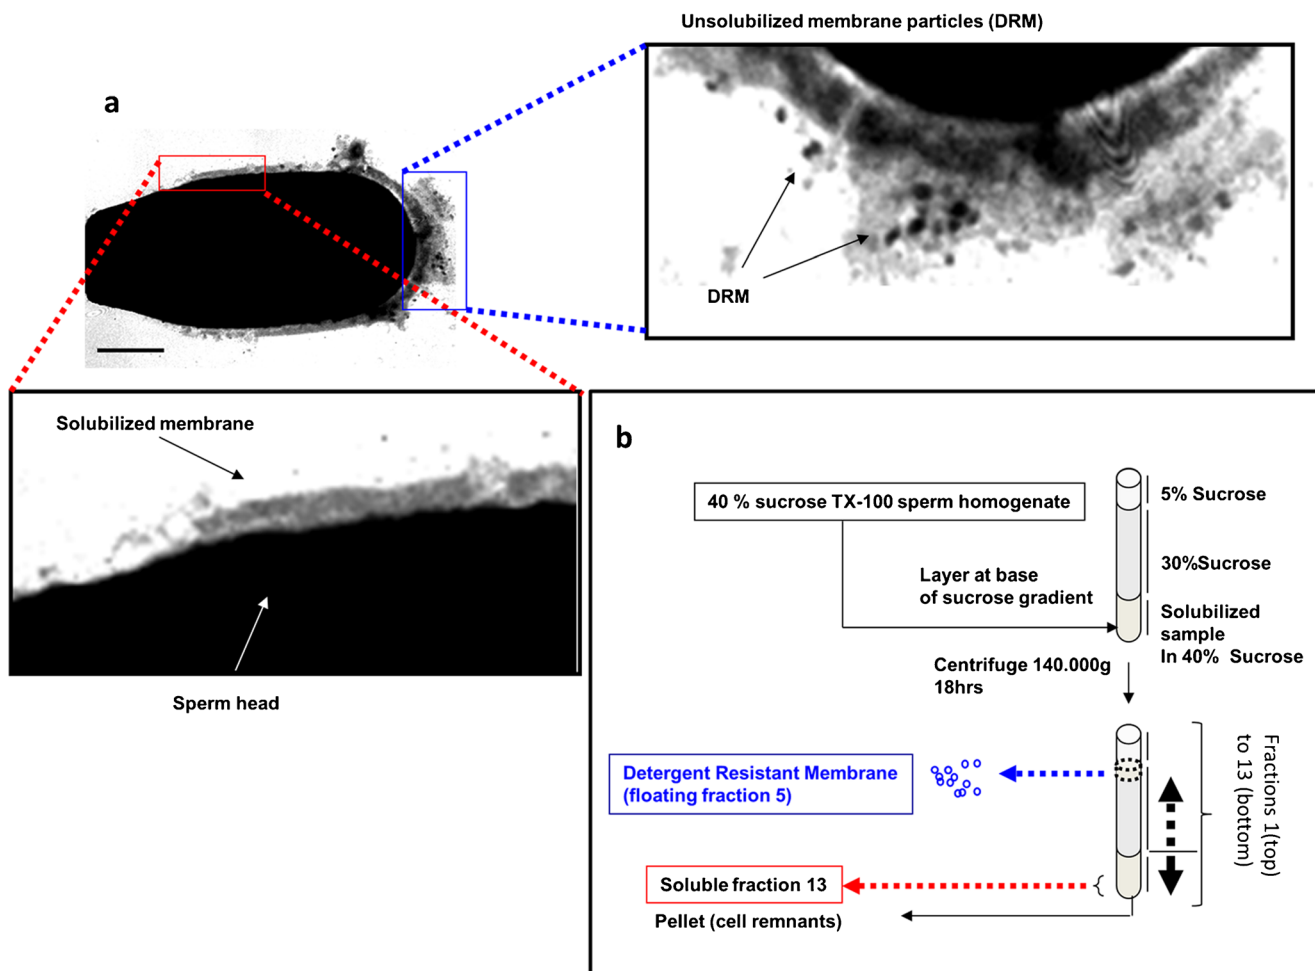 Unsolubilized membrane particles (DRM)
a
DRM
Solubilized membrane
Sperm head
b
40 % sucrose TX-100 sperm homogenate
5% Sucrose
30%Sucrose
Layer at base
of sucrose gradient
Solubilized
sample
In 40% Sucrose
Centrifuge 140.000g
18hrs
Detergent Resistant Membrane
(floating fraction 5)
Fractions 1(top)
to 13 (bottom)
Soluble fraction 13
Pellet (cell remnants)